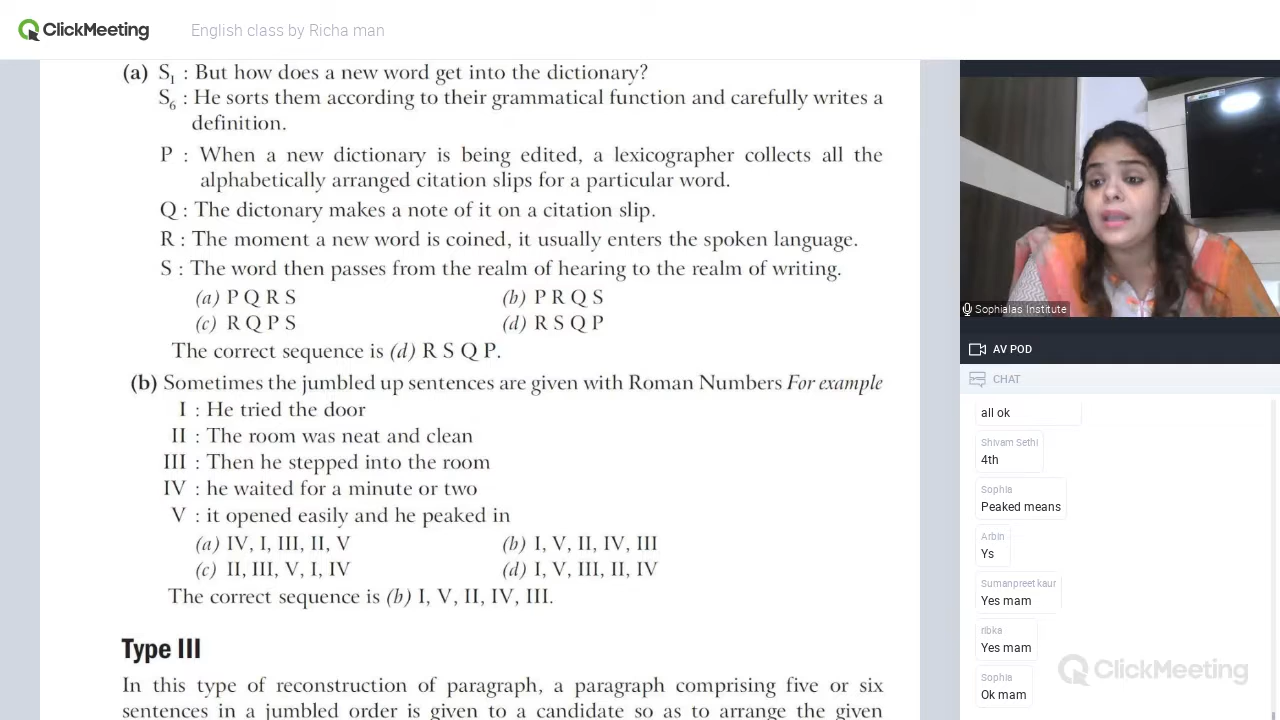 ClickMeeting
English class by Richa man
(a) S1 : But how does a new word get into the dictionary?
S6 : He sorts them according to their grammatical function and carefully writes a
definition.
P : When a new dictionary is being edited, a lexicographer collects all the
alphabetically arranged citation slips for a particular word.
Q : The dictonary makes a note of it on a citation slip.
R : The moment a new word is coined, it usually enters the spoken language.
S : The word then passes from the realm of hearing to the realm of writing.
(a) P Q R S (b) P R Q S
(c) R Q P S (d) R S Q P
The correct sequence is (d) R S Q P.
(b) Sometimes the jumbled up sentences are given with Roman Numbers For example
I : He tried the door
II : The room was neat and clean
III : Then he stepped into the room
IV : he waited for a minute or two
V : it opened easily and he peaked in
(a) IV, I, III, II, V (b) I, V, II, IV, III
(c) II, III, V, I, IV (d) I, V, III, II, IV
The correct sequence is (b) I, V, II, IV, III.
Type III
In this type of reconstruction of paragraph, a paragraph comprising five or six
sentences in a jumbled order is given to a candidate so as to arrange the given
Sophialas Institute
AV POD
CHAT
all ok
Shivam Sethi
4th
Sophia
Peaked means
Arbin
Ys
Sumanpreet kaur
Yes mam
ribka
Yes mam
Sophia
Ok mam
ClickMeeting